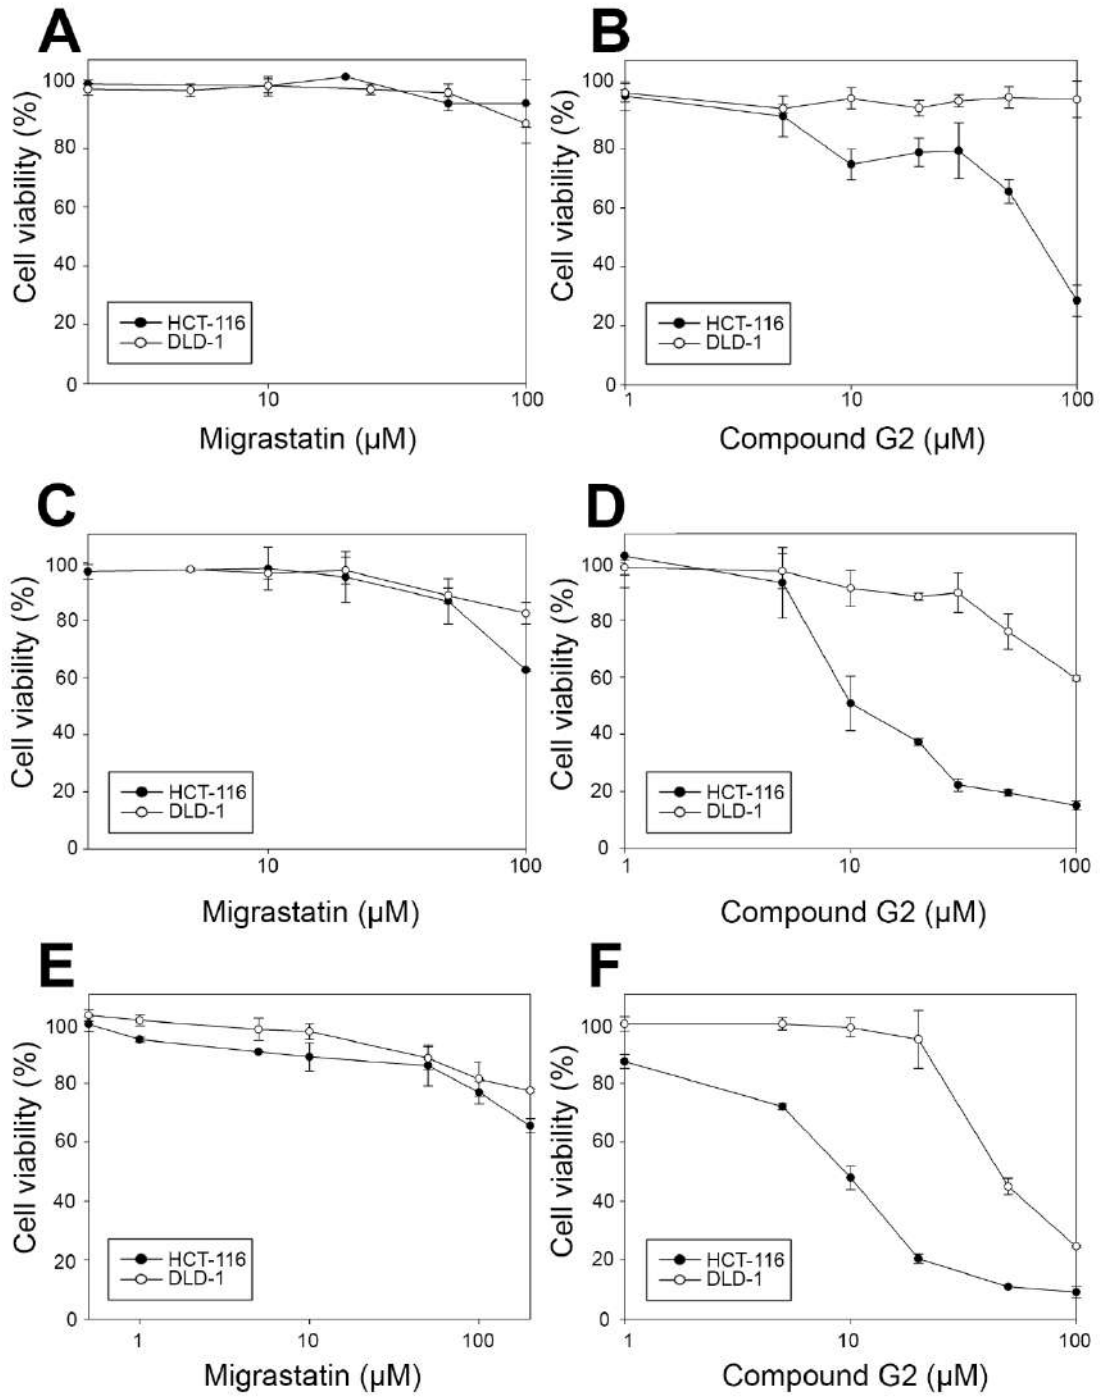 A
Cell viability (%)
100
80
60
40
20
0
HCT-116
DLD-1
10
100
Migrastatin (µM)
B
Cell viability (%)
100
80
60
40
20
0
HCT-116
DLD-1
1
10
100
Compound G2 (µM)
C
Cell viability (%)
100
80
60
40
20
0
HCT-116
DLD-1
10
100
Migrastatin (µM)
D
Cell viability (%)
100
80
60
40
20
0
HCT-116
DLD-1
1
10
100
Compound G2 (µM)
E
Cell viability (%)
100
80
60
40
20
0
HCT-116
DLD-1
1
10
100
Migrastatin (µM)
F
Cell viability (%)
100
80
60
40
20
0
HCT-116
DLD-1
1
10
100
Compound G2 (µM)